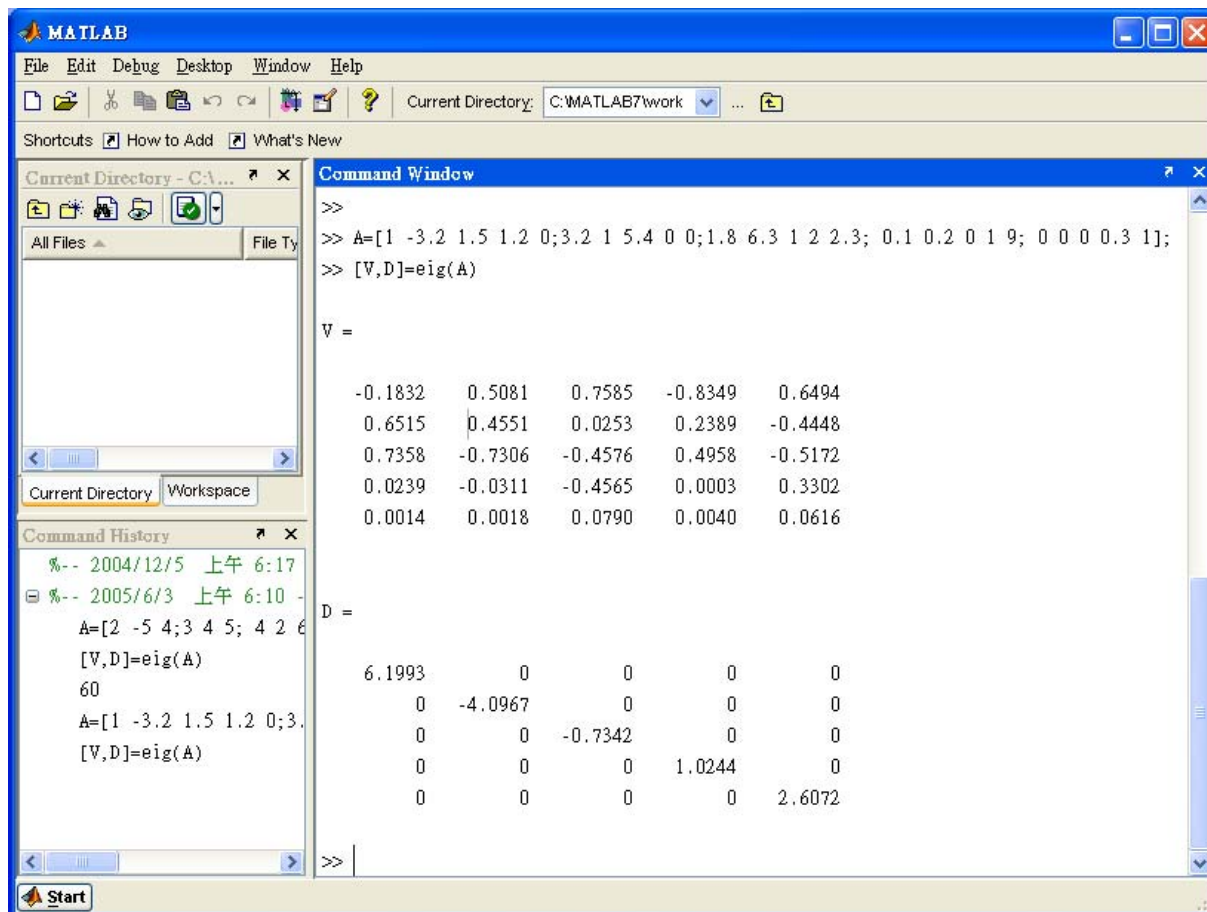 MATLAB
File Edit Debug Desktop Window Help
Current Directory: C:\MATLAB7\work ...
Shortcuts How to Add What's New
Current Directory - C:\...
All Files File Ty
Current Directory Workspace
Command History
%-- 2004/12/5 上午 6:17
%-- 2005/6/3 上午 6:10 -
A=[2 -5 4;3 4 5; 4 2 6
[V,D]=eig(A)
60
A=[1 -3.2 1.5 1.2 0;3.
[V,D]=eig(A)
Command Window
>>
>> A=[1 -3.2 1.5 1.2 0;3.2 1 5.4 0 0;1.8 6.3 1 2 2.3; 0.1 0.2 0 1 9; 0 0 0 0.3 1];
>> [V,D]=eig(A)
V =
-0.1832 0.5081 0.7585 -0.8349 0.6494
0.6515 0.4551 0.0253 0.2389 -0.4448
0.7358 -0.7306 -0.4576 0.4958 -0.5172
0.0239 -0.0311 -0.4565 0.0003 0.3302
0.0014 0.0018 0.0790 0.0040 0.0616
D =
6.1993 0 0 0 0
0 -4.0967 0 0 0
0 0 -0.7342 0 0
0 0 0 1.0244 0
0 0 0 0 2.6072
>>
Start